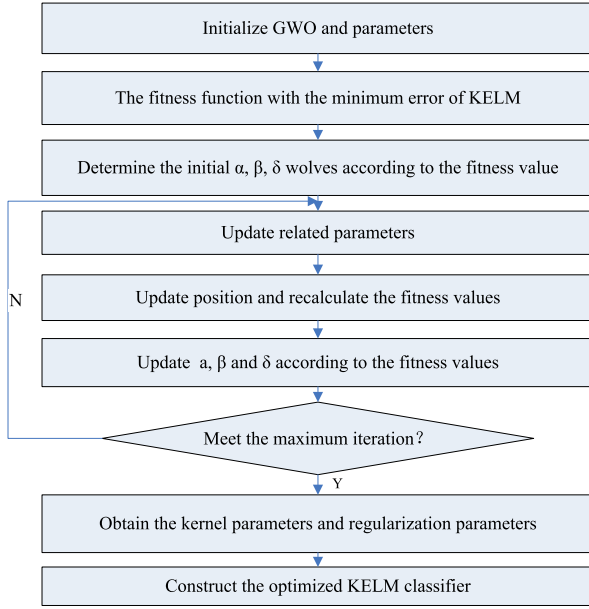 Initialize GWO and parameters
The fitness function with the minimum error of KELM
Determine the initial α, β, δ wolves according to the fitness value
Update related parameters
N
Update position and recalculate the fitness values
Update a, β and δ according to the fitness values
Meet the maximum iteration？
Y
Obtain the kernel parameters and regularization parameters
Construct the optimized KELM classifier